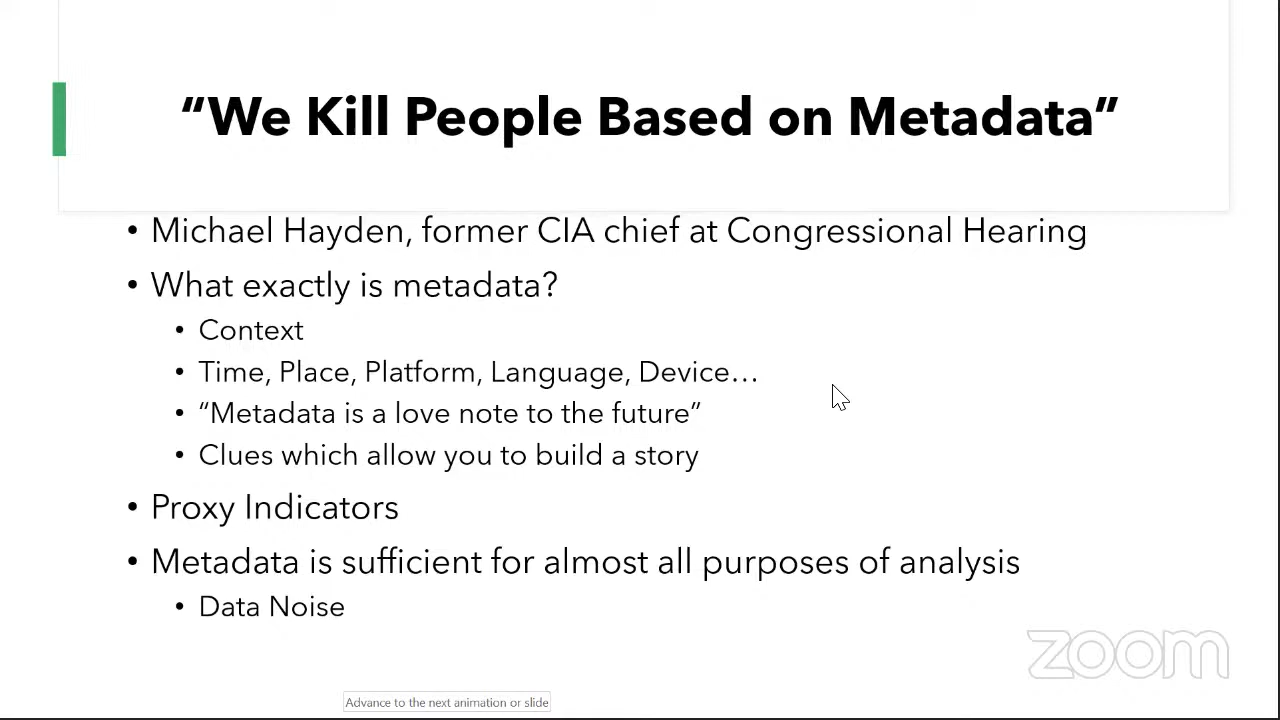 “We Kill People Based on Metadata”
• Michael Hayden, former CIA chief at Congressional Hearing
• What exactly is metadata?
• Context
• Time, Place, Platform, Language, Device…
• “Metadata is a love note to the future”
• Clues which allow you to build a story
• Proxy Indicators
• Metadata is sufficient for almost all purposes of analysis
• Data Noise
zoom
Advance to the next animation or slide